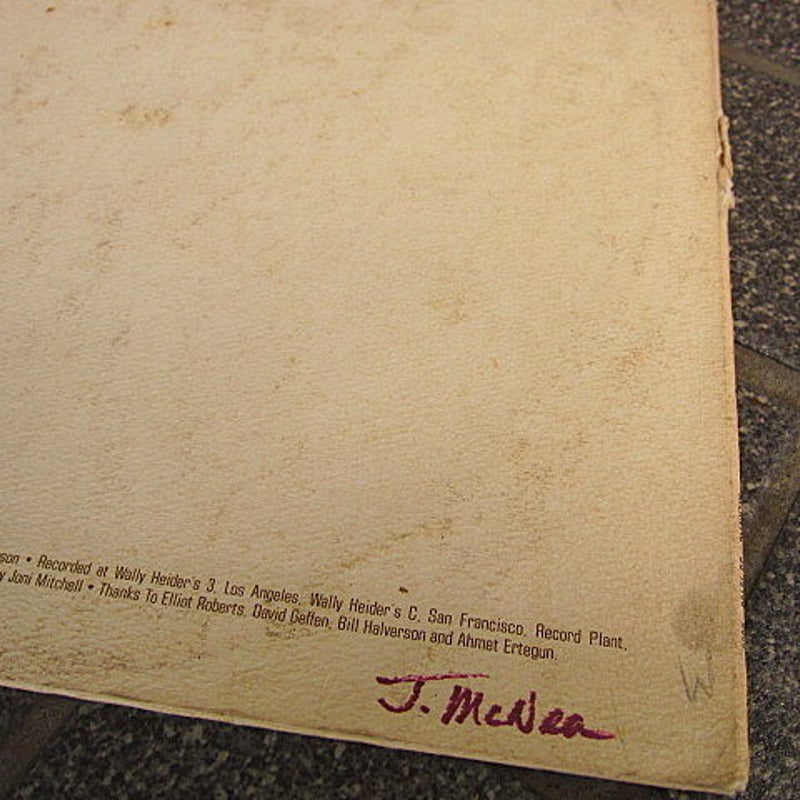 son • Recorded at Wally Heider's 3, Los Angeles, Wally Heider's C, San Francisco, Record Plant,
y Joni Mitchell • Thanks To Elliot Roberts, David Geffen, Bill Halverson and Ahmet Ertegun.
J. McNea